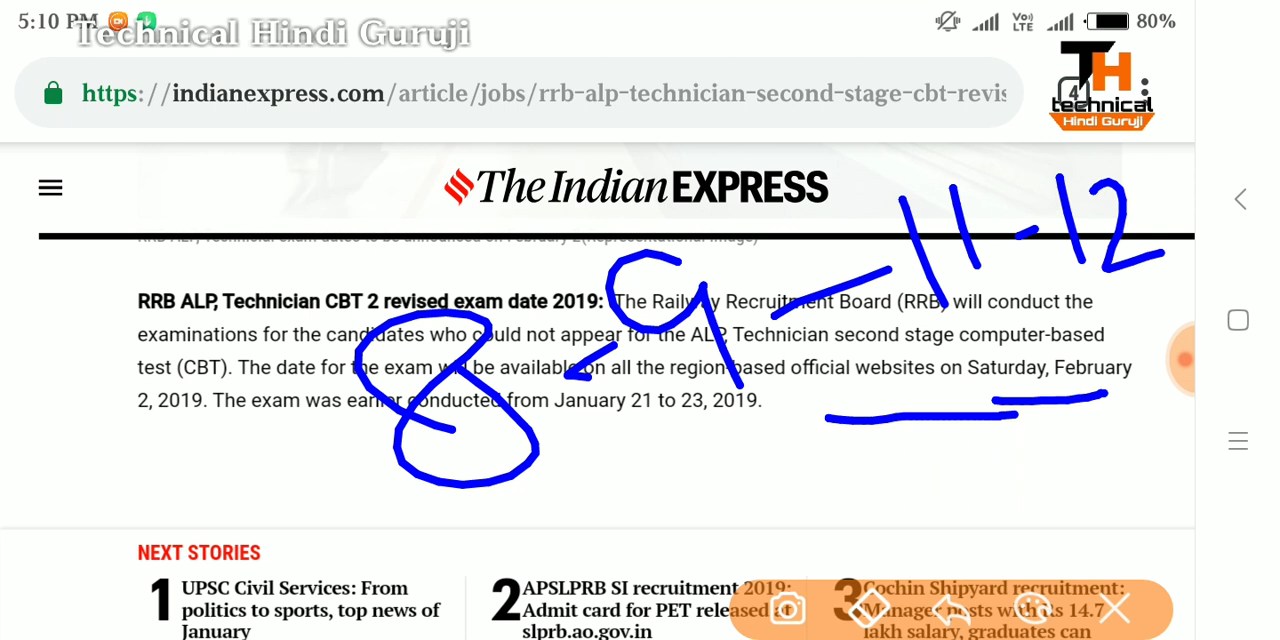 5:10 PM
Technical Hindi Guruji
VoLTE
80%
https://indianexpress.com/article/jobs/rrb-alp-technician-second-stage-cbt-revis
4
TH
technical
Hindi Guruji
The Indian EXPRESS
RRB ALP, Technician CBT 2 revised exam date 2019: The Railway Recruitment Board (RRB) will conduct the
examinations for the candidates who could not appear for the ALP, Technician second stage computer-based
test (CBT). The date for the exam will be available on all the region-based official websites on Saturday, February
2, 2019. The exam was earlier conducted from January 21 to 23, 2019.
8 - 9 - 11 - 12
NEXT STORIES
1 UPSC Civil Services: From
politics to sports, top news of
January
2 APSLPRB SI recruitment 2019:
Admit card for PET released at
slprb.ao.gov.in
3 Cochin Shipyard recruitment:
Manager posts with Rs 14.7
lakh salary, graduates can